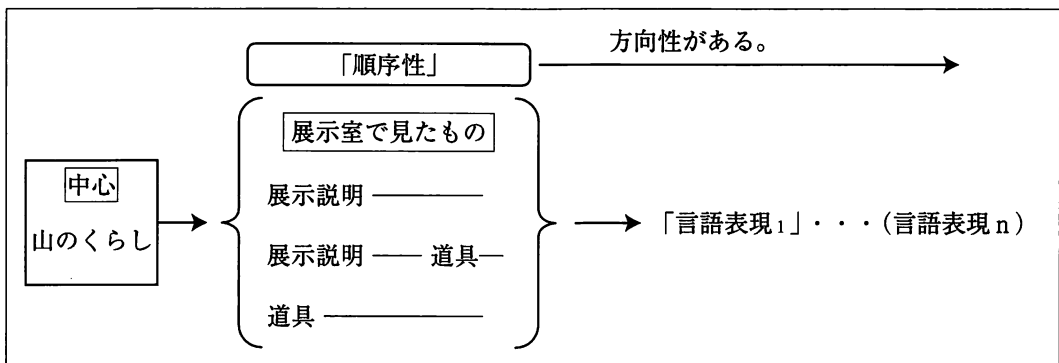 方向性がある。
「順序性」
展示室で見たもの
中心
山のくらし
展示説明
展示説明 道具
道具
「言語表現1」・・・(言語表現n)